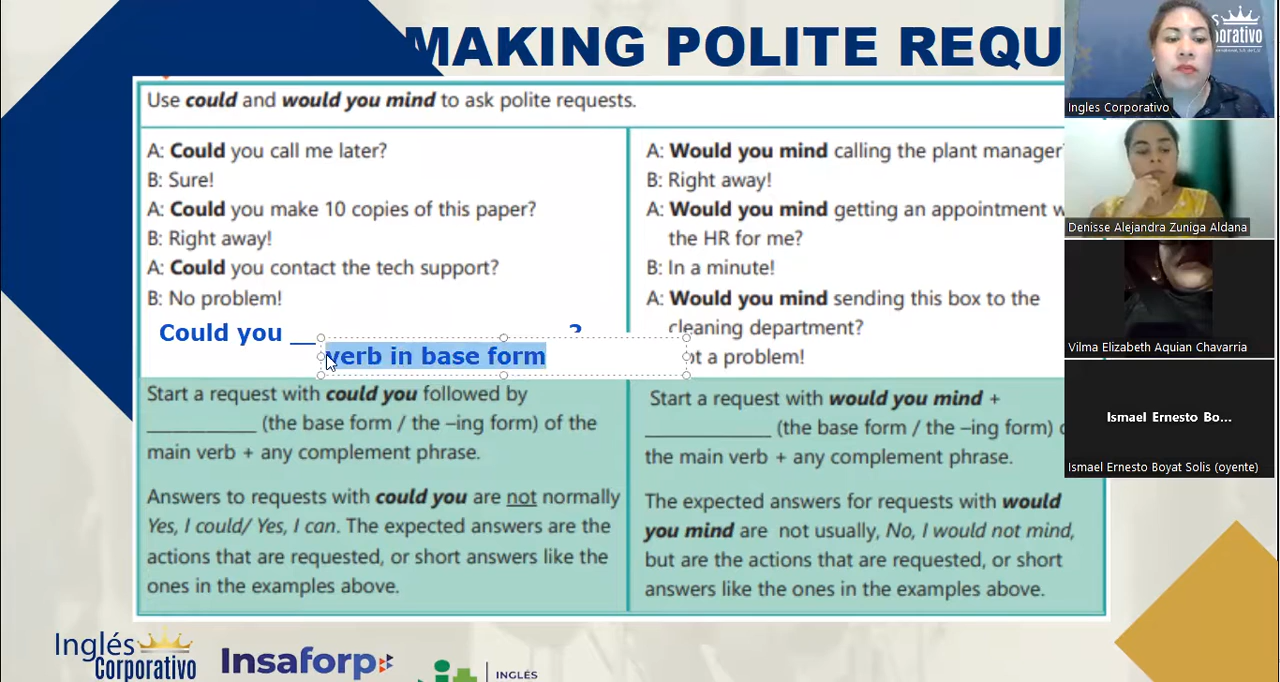 MAKING POLITE REQU
Use could and would you mind to ask polite requests.
A: Could you call me later?
B: Sure!
A: Could you make 10 copies of this paper?
B: Right away!
A: Could you contact the tech support?
B: No problem!
Could you __ ?
verb in base form
A: Would you mind calling the plant manager
B: Right away!
A: Would you mind getting an appointment w
the HR for me?
B: In a minute!
A: Would you mind sending this box to the
cleaning department?
ot a problem!
Start a request with could you followed by
___________ (the base form / the –ing form) of the
main verb + any complement phrase.
Answers to requests with could you are not normally
Yes, I could/ Yes, I can. The expected answers are the
actions that are requested, or short answers like the
ones in the examples above.
Start a request with would you mind +
____________ (the base form / the –ing form)
the main verb + any complement phrase.
The expected answers for requests with would
you mind are not usually, No, I would not mind,
but are the actions that are requested, or short
answers like the ones in the examples above.
Inglés
Corporativo
Insaforp
INGLÉS
orativo
Ingles Corporativo
Denisse Alejandra Zuniga Aldana
Vilma Elizabeth Aquian Chavarria
Ismael Ernesto Bo...
Ismael Ernesto Boyat Solis (oyente)